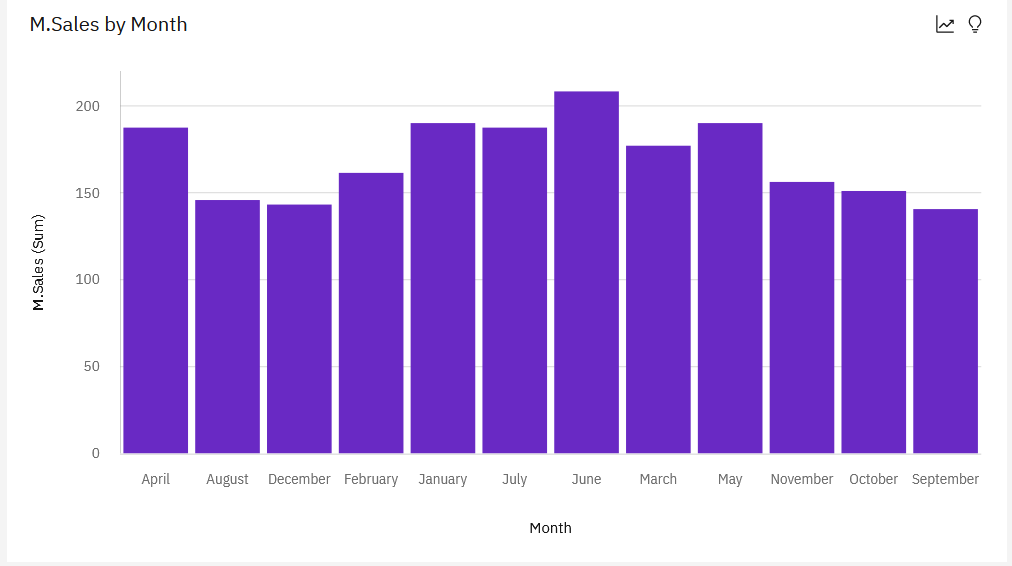 M.Sales by Month
M.Sales (Sum)
200
150
100
50
0
April August December February January July June March May November October September
Month